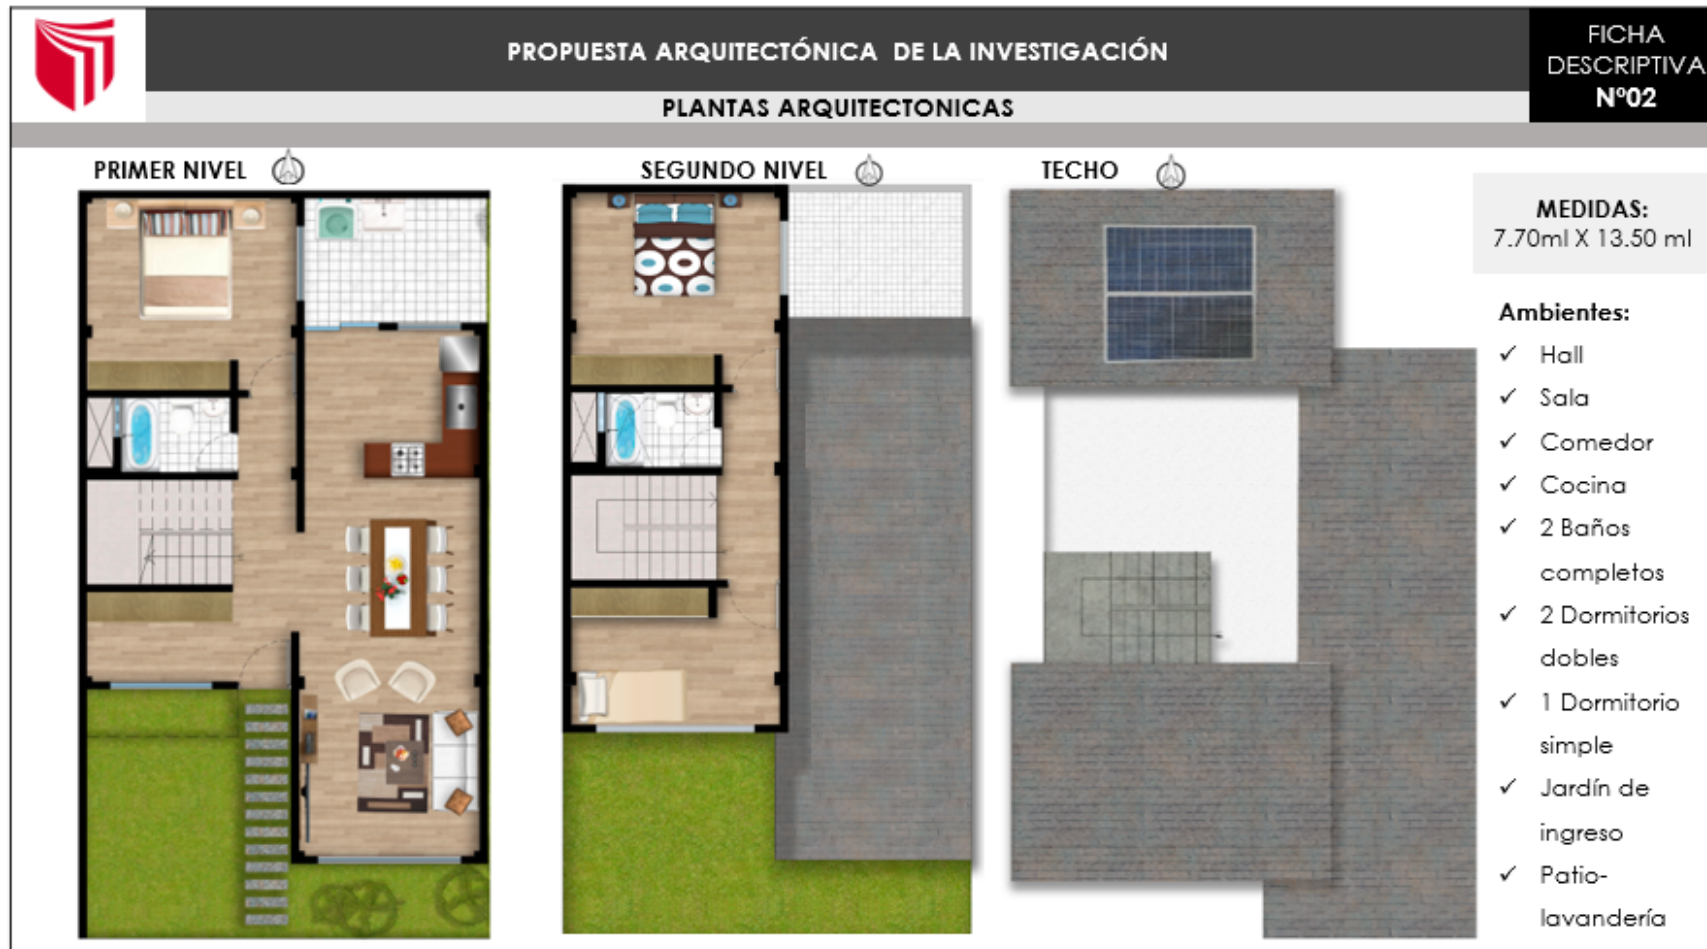 PROPUESTA ARQUITECTÓNICA DE LA INVESTIGACIÓN
FICHA
DESCRIPTIVA
Nº02
PLANTAS ARQUITECTONICAS
PRIMER NIVEL
SEGUNDO NIVEL
TECHO
MEDIDAS:
7.70ml X 13.50 ml
Ambientes:
✓ Hall
✓ Sala
✓ Comedor
✓ Cocina
✓ 2 Baños
completos
✓ 2 Dormitorios
dobles
✓ 1 Dormitorio
simple
✓ Jardín de
ingreso
✓ Patio-
lavandería